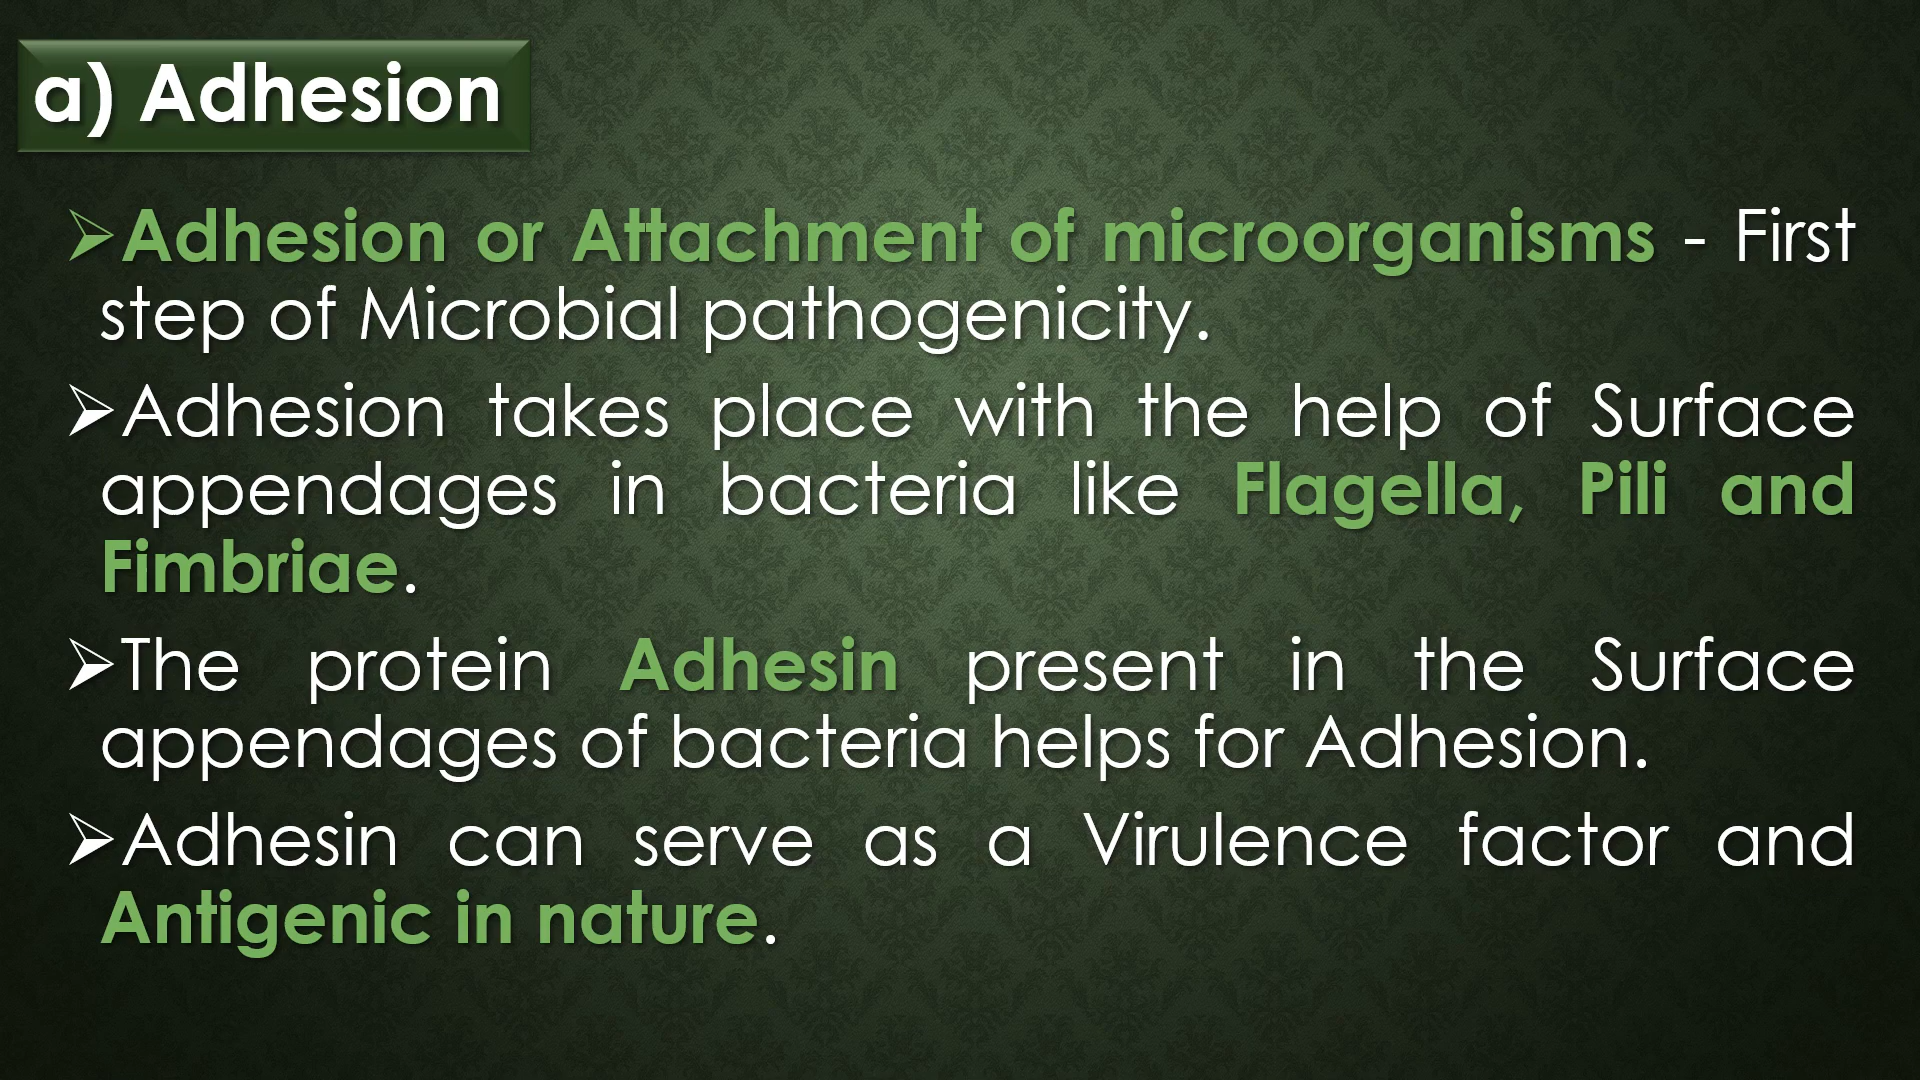 a) Adhesion
➢Adhesion or Attachment of microorganisms - First
step of Microbial pathogenicity.
➢Adhesion takes place with the help of Surface
appendages in bacteria like Flagella, Pili and
Fimbriae.
➢The protein Adhesin present in the Surface
appendages of bacteria helps for Adhesion.
➢Adhesin can serve as a Virulence factor and
Antigenic in nature.